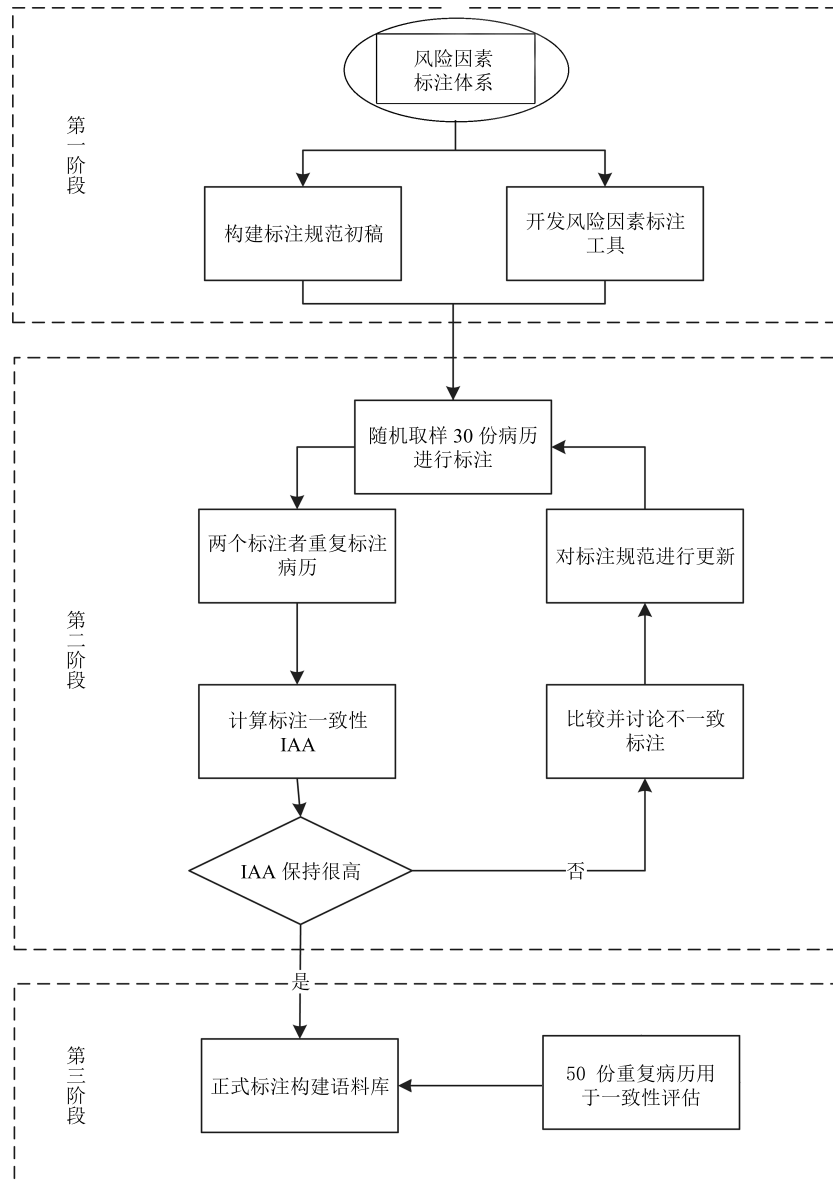 风险因素
标注体系
第
一
阶
段
构建标注规范初稿
开发风险因素标注
工具
随机取样 30 份病历
进行标注
两个标注者重复标注
病历
对标注规范进行更新
第
二
阶
段
计算标注一致性
IAA
比较并讨论不一致
标注
IAA 保持很高
否
是
第
三
阶
段
正式标注构建语料库
50 份重复病历用
于一致性评估